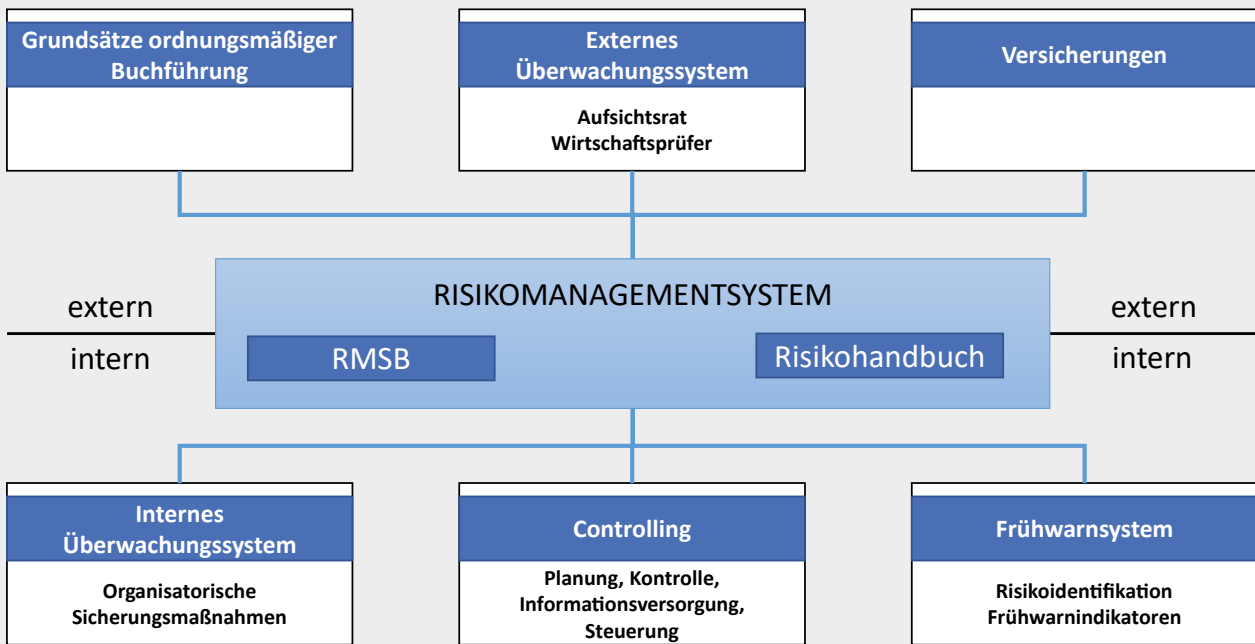 Grundsätze ordnungsmäßiger
Buchführung
Externes
Überwachungssystem
Aufsichtsrat
Wirtschaftsprüfer
Versicherungen
RISIKOMANAGEMENTSYSTEM
extern
intern
RMSB
Risikohandbuch
extern
intern
Internes
Überwachungssystem
Organisatorische
Sicherungsmaßnahmen
Controlling
Planung, Kontrolle,
Informationsversorgung,
Steuerung
Frühwarnsystem
Risikoidentifikation
Frühwarnindikatoren